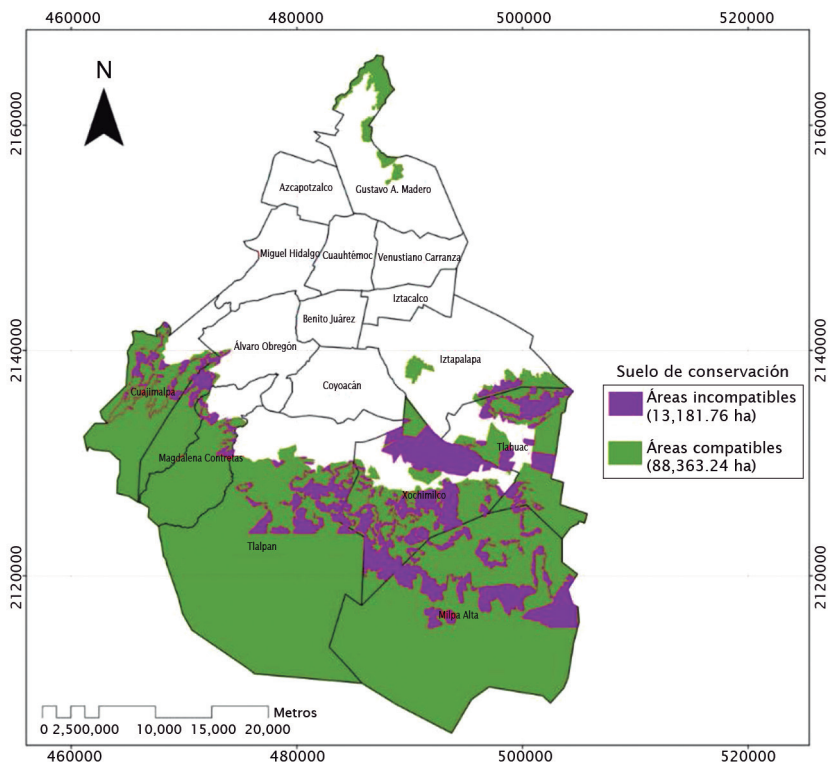 460000 480000 500000 520000
N
2160000 2160000
Azcapotzalco
Gustavo A. Madero
Miguel Hidalgo
Cuauhtémoc
Venustiano Carranza
Iztacalco
Benito Juárez
Álvaro Obregón
Iztapalapa
2140000 2140000
Coyoacán
Cuajimalpa
Suelo de conservación
Áreas incompatibles
(13,181.76 ha)
Áreas compatibles
(88,363.24 ha)
Tlahuac
Magdalena Contretas
Xochimilco
Tlalpan
2120000 2120000
Milpa Alta
Metros
0 2,5005,000 10,000 15,000 20,000
460000 480000 500000 520000